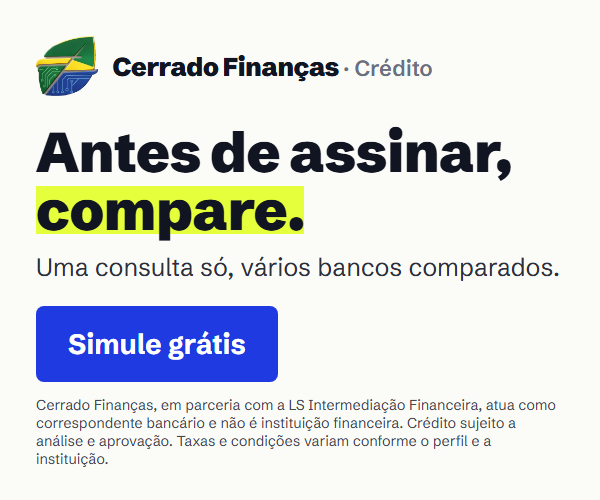 Cerrado Finanças · Crédito
Antes de assinar,
compare.
Uma consulta só, vários bancos comparados.
Simule grátis
Cerrado Finanças, em parceria com a LS Intermediação Financeira, atua como
correspondente bancário e não é instituição financeira. Crédito sujeito a
análise e aprovação. Taxas e condições variam conforme o perfil e a
instituição.